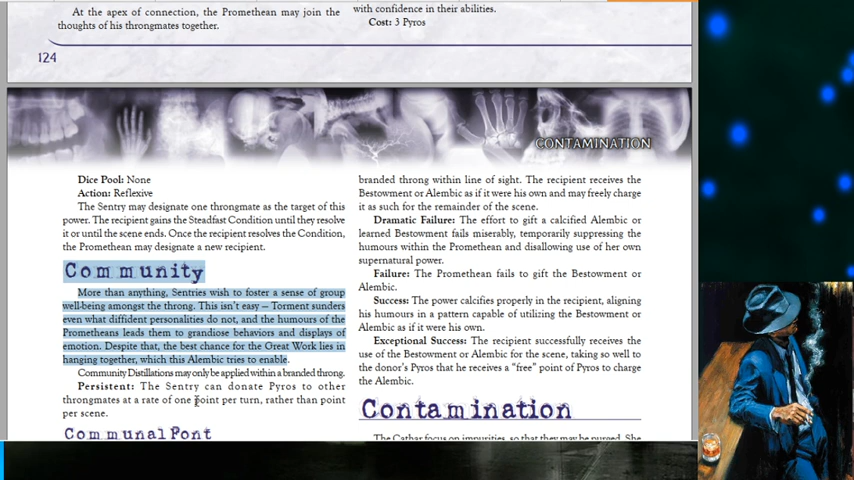 At the apex of connection, the Promethean may join the
thoughts of his throngmates together.
with confidence in their abilities.
Cost: 3 Pyros
124
CONTAMINATION
Dice Pool: None
Action: Reflexive
The Sentry may designate one throngmate as the target of this
power. The recipient gains the Steadfast Condition until they resolve
it or until the scene ends. Once the recipient resolves the Condition,
the Promethean may designate a new recipient.
Community
More than anything, Sentries wish to foster a sense of group
well-being amongst the throng. This isn't easy — Torment sunders
even what diffident personalities do not, and the humours of the
Prometheans leads them to grandiose behaviors and displays of
emotion. Despite that, the best chance for the Great Work lies in
hanging together, which this Alembic tries to enable.
Community Distillations may only be applied within a branded throng.
Persistent: The Sentry can donate Pyros to other
throngmates at a rate of one point per turn, rather than point
per scene.
Communal Font
branded throng within line of sight. The recipient receives the
Bestowment or Alembic as if it were his own and may freely charge
it as such for the remainder of the scene.
Dramatic Failure: The effort to gift a calcified Alembic or
learned Bestowment fails miserably, temporarily suppressing the
humours within the Promethean and disallowing use of her own
supernatural power.
Failure: The Promethean fails to gift the Bestowment or
Alembic.
Success: The power calcifies properly in the recipient, aligning
his humours in a pattern capable of utilizing the Bestowment or
Alembic as if it were his own.
Exceptional Success: The recipient successfully receives the
use of the Bestowment or Alembic for the scene, taking so well to
the donor's Pyros that he receives a "free" point of Pyros to charge
the Alembic.
Contamination
The Cathar focus on impurities, so that they may be purged. She